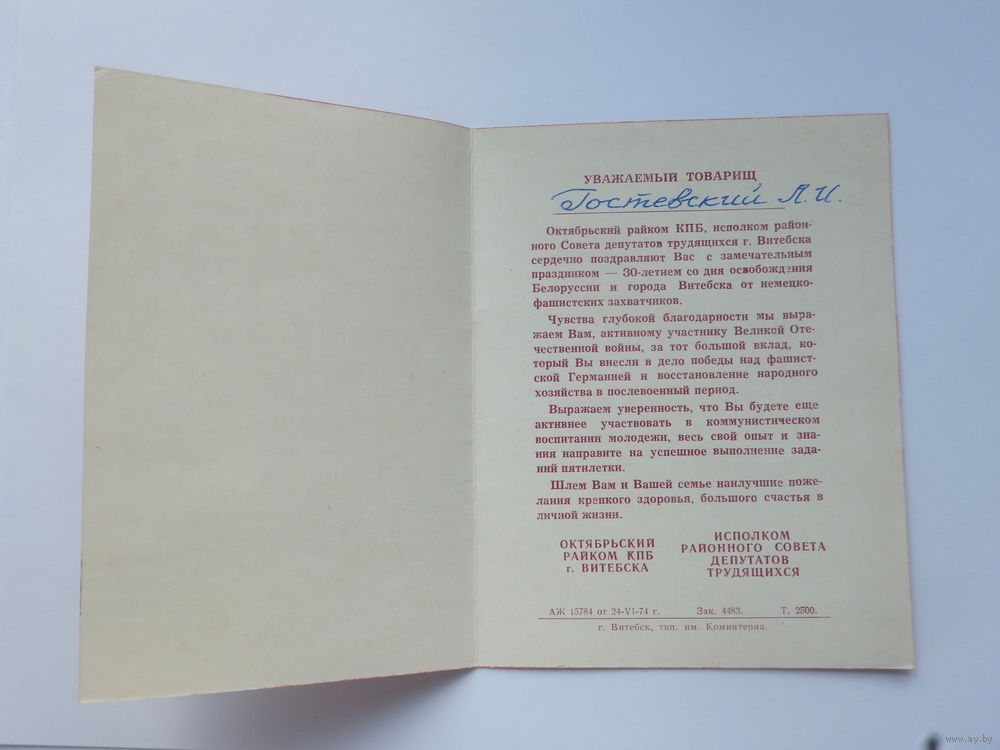 УВАЖАЕМЫЙ ТОВАРИЩ
Гостевский Л.И.
Октябрьский райком КПБ, исполком район-
ного Совета депутатов трудящихся г. Витебска
сердечно поздравляют Вас с замечательным
праздником — 30-летием со дня освобождения
Белоруссии и города Витебска от немецко-
фашистских захватчиков.
Чувства глубокой благодарности мы выра-
жаем Вам, активному участнику Великой Оте-
чественной войны, за тот большой вклад, ко-
торый Вы внесли в дело победы над фашист-
ской Германией и восстановление народного
хозяйства в послевоенный период.
Выражаем уверенность, что Вы будете еще
активнее участвовать в коммунистическом
воспитании молодежи, весь свой опыт и зна-
ния направите на успешное выполнение зада-
ний пятилетки.
Шлем Вам и Вашей семье наилучшие поже-
лания крепкого здоровья, большого счастья в
личной жизни.
ОКТЯБРЬСКИЙ
РАЙКОМ КПБ
г. ВИТЕБСКА
ИСПОЛКОМ
РАЙОННОГО СОВЕТА
ДЕПУТАТОВ
ТРУДЯЩИХСЯ
АЖ 15784 от 24-VI-74 г. Зак. 4483. Т. 2500.
г. Витебск, тип. им. Коминтерна.
www.ay.by